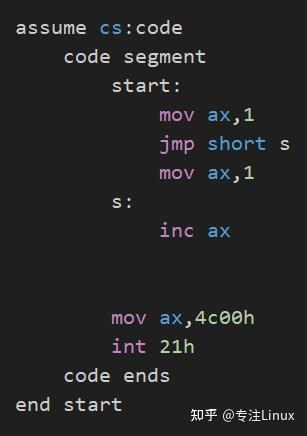 assume cs:code
code segment
start:
mov ax,1
jmp short s
mov ax,1
s:
inc ax
mov ax,4c00h
int 21h
code ends
end start
知乎 @专注Linux